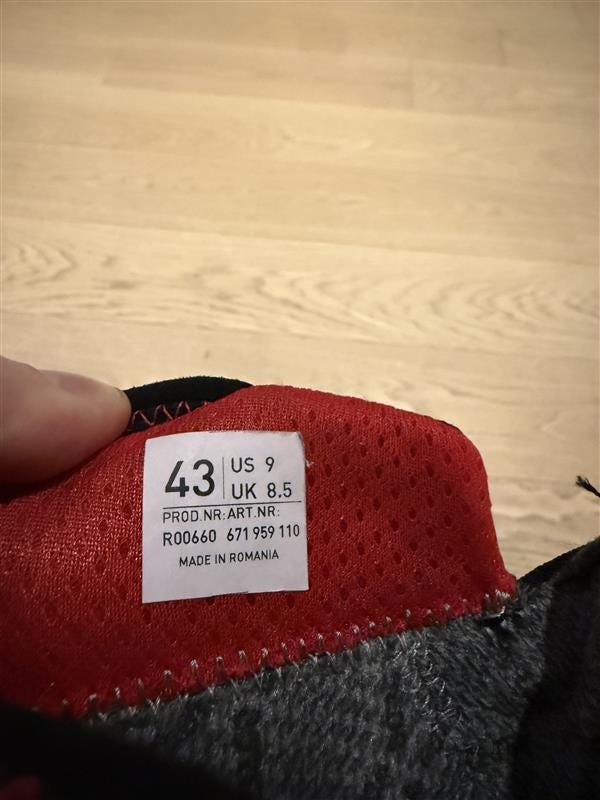 43 US 9
UK 8.5
PROD.NR: ART.NR:
R00660 671 959 110
MADE IN ROMANIA